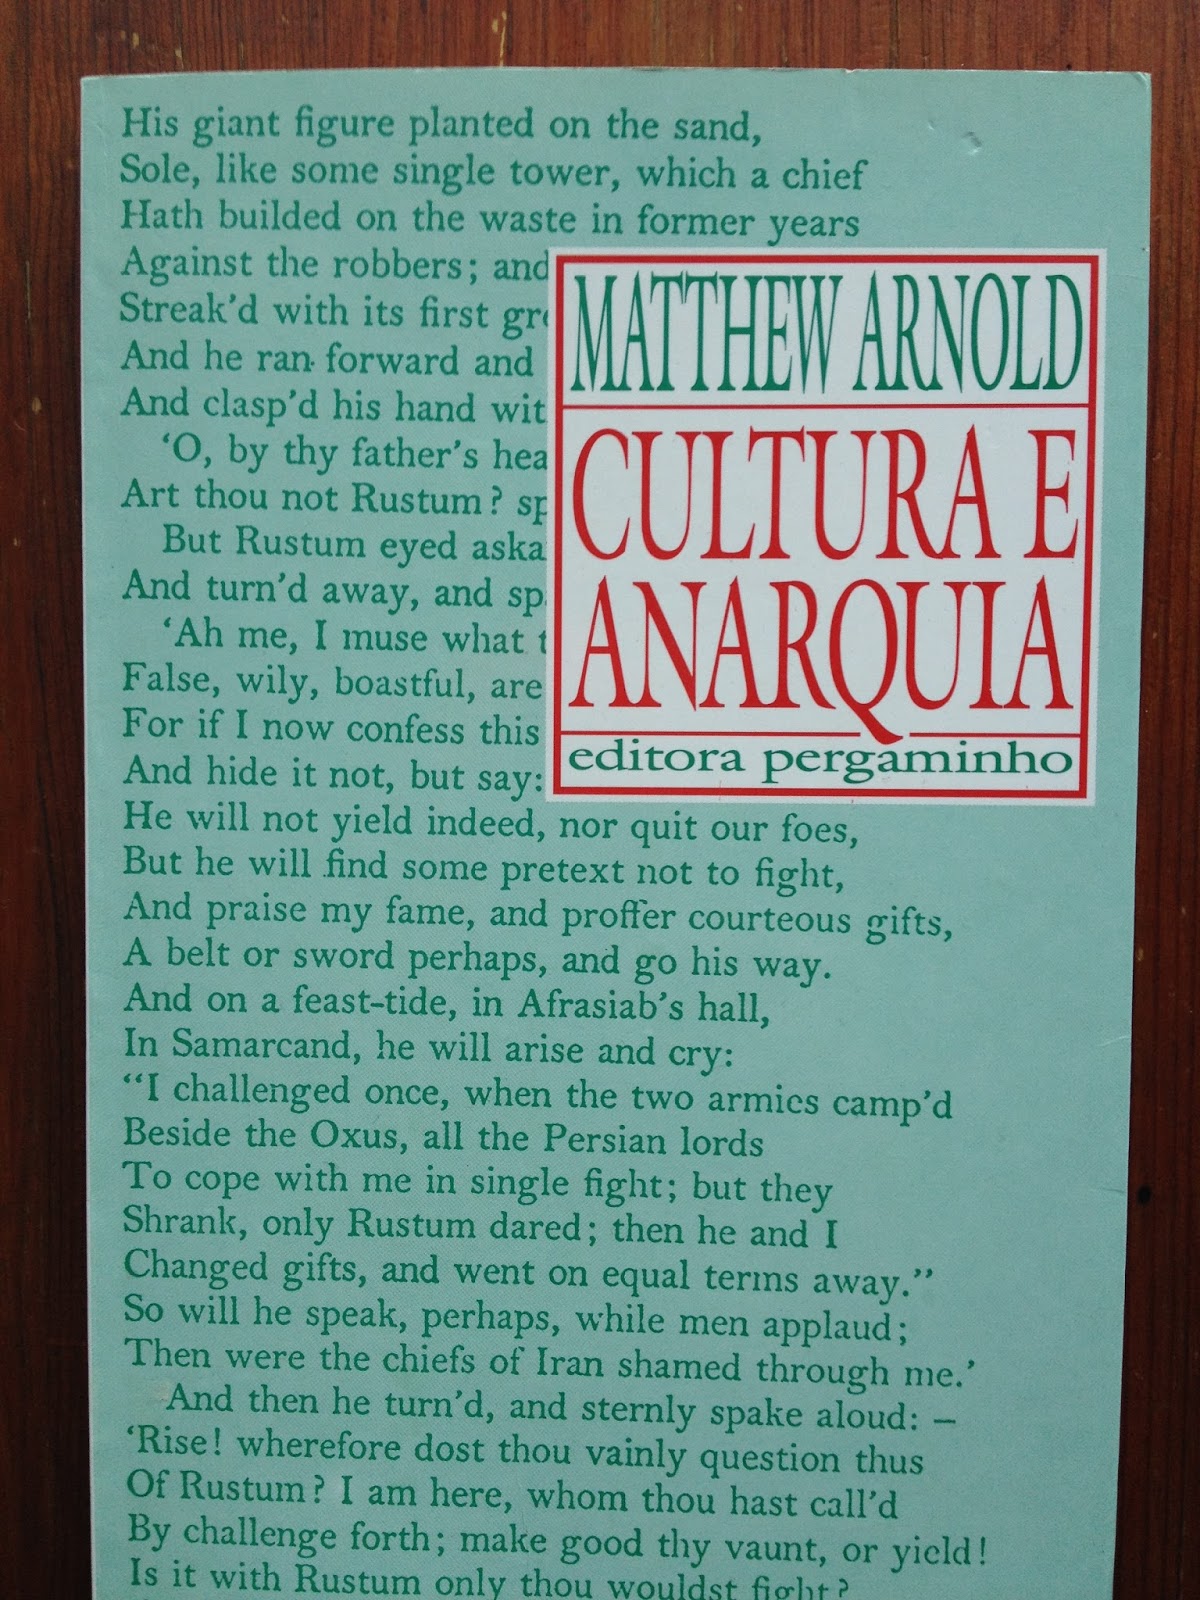 His giant figure planted on the sand,
Sole, like some single tower, which a chief
Hath builded on the waste in former years
Against the robbers; and
Streak'd with its first gr
And he ran forward and
And clasp'd his hand wit
'O, by thy father's hea
Art thou not Rustum? sp
But Rustum eyed aska
And turn'd away, and sp
'Ah me, I muse what t
False, wily, boastful, are
For if I now confess this
And hide it not, but say:
MATTHEW ARNOLD
CULTURA E
ANARQUIA
editora pergaminho
He will not yield indeed, nor quit our foes,
But he will find some pretext not to fight,
And praise my fame, and proffer courteous gifts,
A belt or sword perhaps, and go his way.
And on a feast-tide, in Afrasiab's hall,
In Samarcand, he will arise and cry:
“I challenged once, when the two armies camp'd
Beside the Oxus, all the Persian lords
To cope with me in single fight; but they
Shrank, only Rustum dared; then he and I
Changed gifts, and went on equal terms away.”
So will he speak, perhaps, while men applaud;
Then were the chiefs of Iran shamed through me.'
And then he turn'd, and sternly spake aloud: –
'Rise! wherefore dost thou vainly question thus
Of Rustum? I am here, whom thou hast call'd
By challenge forth; make good thy vaunt, or yield!
Is it with Rustum only thou wouldst fight?